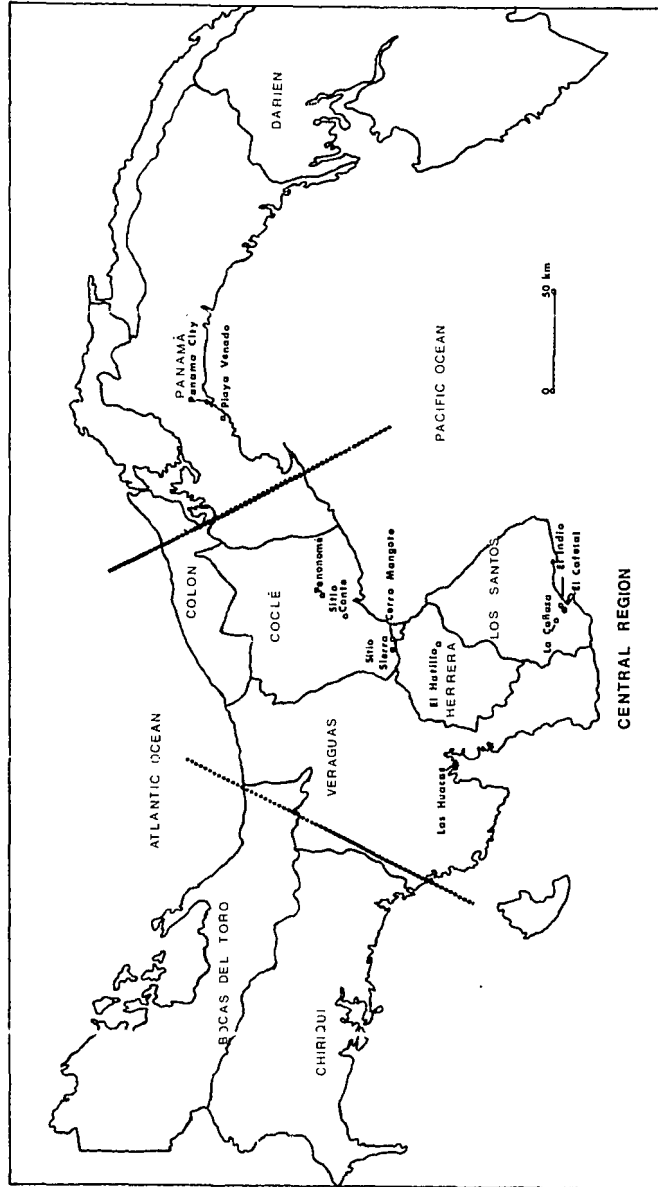 ATLANTIC OCEAN
BOCAS DEL TORO
CHIRIQUI
VERAGUAS
COLON
COCLÉ
Penonomé
Sitio
Conte
Sitio
Sierra
Cerro Mangote
El Hatillo
HERRERA
LOS SANTOS
Las Huacas
La Cañaza
El Indio
El Cafetal
PANAMÁ
Panama City
Playa Venado
DARIEN
PACIFIC OCEAN
0 50 km
CENTRAL REGION